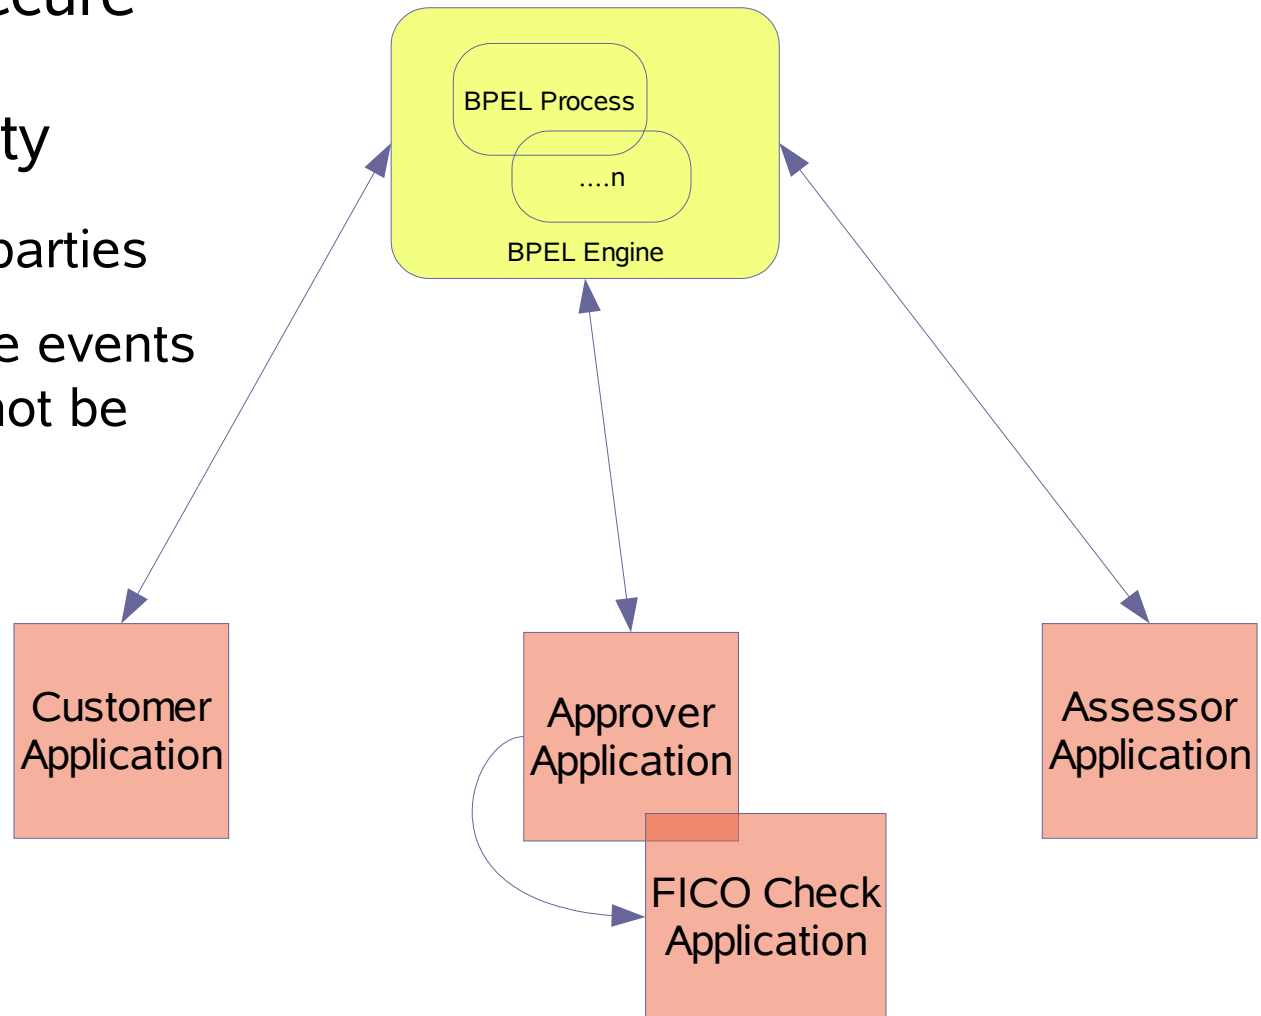 ty
parties
events
not be
BPEL Process
....n
BPEL Engine
Customer
Application
Approver
Application
Assessor
Application
FICO Check
Application